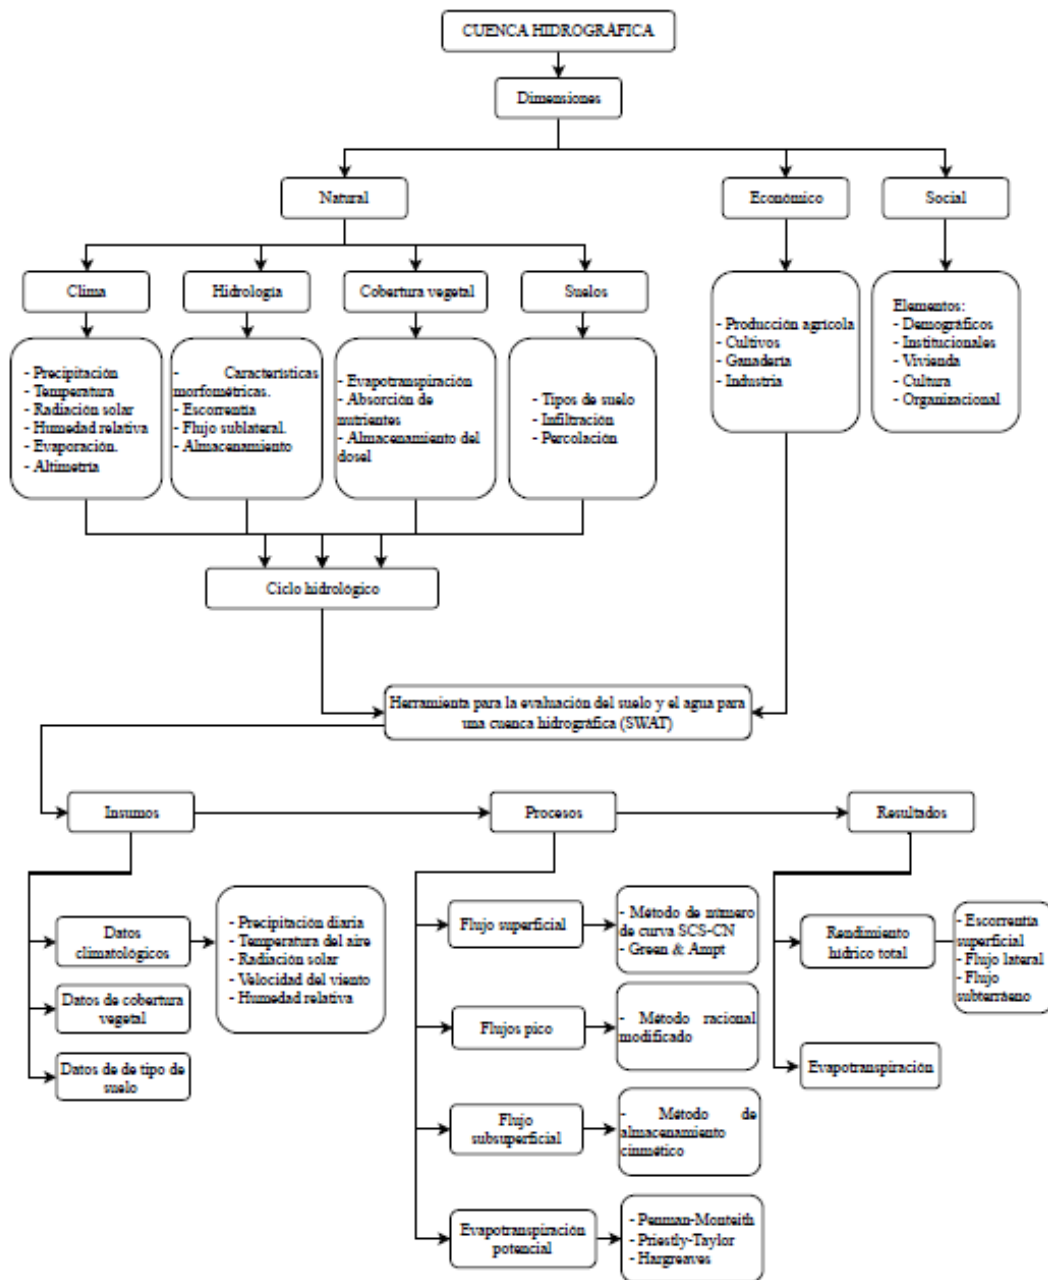 CUENCA HIDROGRÁFICA
Dimensiones
Natural
Económico
Social
Clima
Hidrología
Cobertura vegetal
Suelos
- Precipitación
- Temperatura
- Radiación solar
- Humedad relativa
- Evaporación.
- Altimetría
- Características
morfométricas.
- Escorrentía
- Flujo sublateral.
- Almacenamiento
- Evapotranspiración
- Absorción de
nutrientes
- Almacenamiento del
dosel
- Tipos de suelo
- Infiltración
- Percolación
- Producción agrícola
- Cultivos
- Ganadería
- Industria
Elementos:
- Demográficos
- Institucionales
- Vivienda
- Cultura
- Organizacional
Ciclo hidrológico
Herramienta para la evaluación del suelo y el agua para
una cuenca hidrográfica (SWAT)
Insumos
Procesos
Resultados
Datos
climatológicos
- Precipitación diaria
- Temperatura del aire
- Radiación solar
- Velocidad del viento
- Humedad relativa
Datos de cobertura
vegetal
Datos de de tipo de
suelo
Flujo superficial
- Método de número
de curva SCS-CN
- Green & Ampt
Flujos pico
- Método racional
modificado
Flujo
subsuperficial
- Método de
almacenamiento
cinmético
Evapotranspiración
potencial
- Penman-Monteith
- Priestly-Taylor
- Hargreaves
Rendimiento
hídrico total
- Escorrentía
superficial
- Flujo lateral
- Flujo
subterráeno
Evapotranspiración